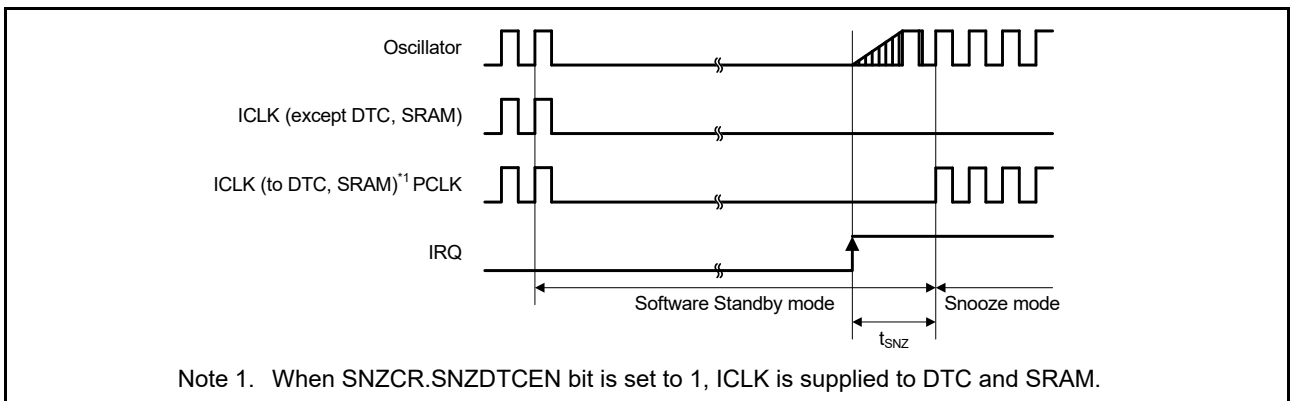 Oscillator
ICLK (except DTC, SRAM)
ICLK (to DTC, SRAM)*1 PCLK
IRQ
Software Standby mode
Snooze mode
tSNZ
Note 1. When SNZCR.SNZDTCEN bit is set to 1, ICLK is supplied to DTC and SRAM.